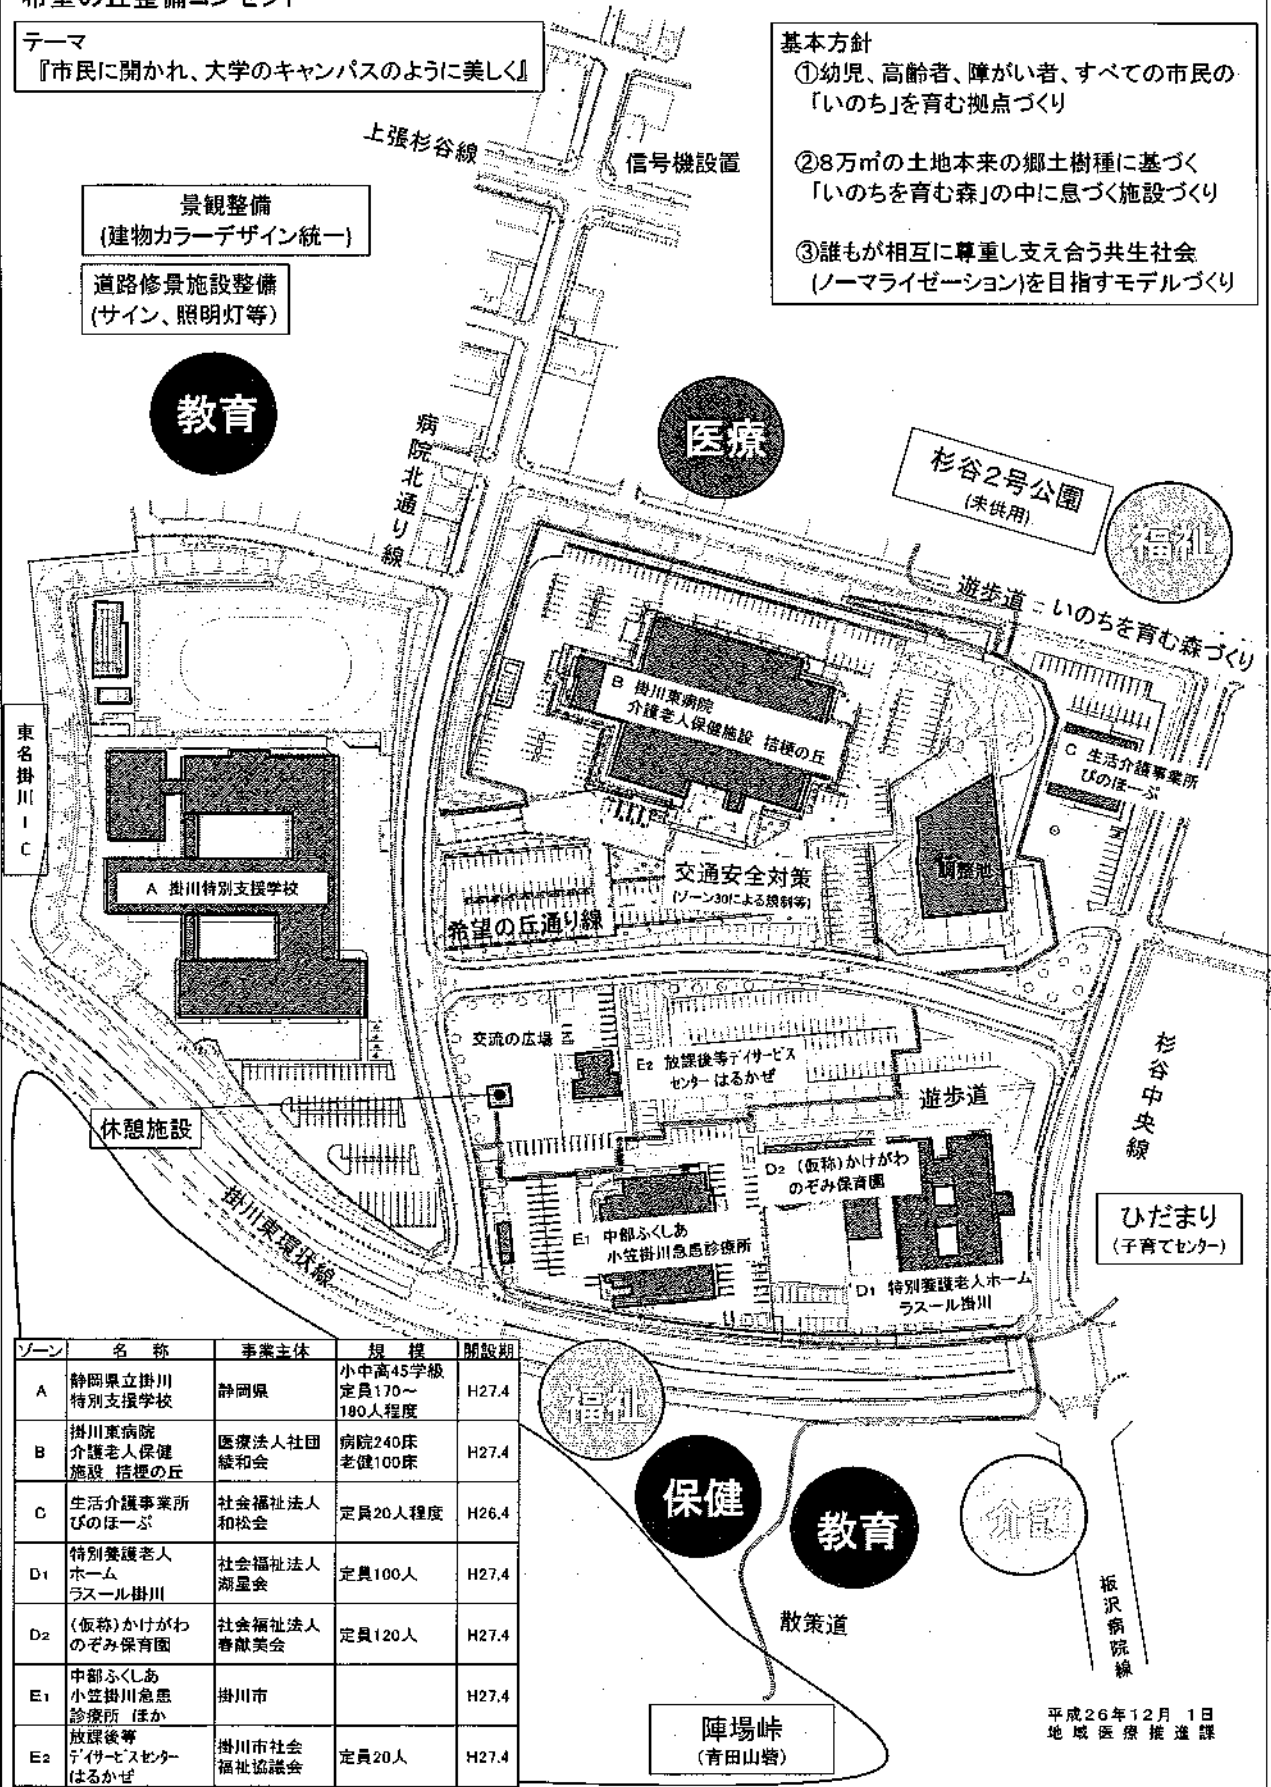 希望の丘整備コンセプト
テーマ
『市民に開かれ、大学のキャンパスのように美しく』
基本方針
①幼児、高齢者、障がい者、すべての市民の
「いのち」を育む拠点づくり
②8万㎡の土地本来の郷土樹種に基づく
「いのちを育む森」の中に息づく施設づくり
③誰もが相互に尊重し支え合う共生社会
(ノーマライゼーション)を目指すモデルづくり
上張杉谷線
信号機設置
景観整備
(建物カラーデザイン統一)
道路修景施設整備
(サイン、照明灯等)
教育
医療
病院北通り線
杉谷2号公園
(未供用)
福祉
遊歩道：いのちを育む森づくり
東名掛川IC
B 掛川東病院
介護老人保健施設 桔梗の丘
C 生活介護事業所
ぴのほーぷ
A 掛川特別支援学校
交通安全対策
(ゾーン30による規制等)
調整池
希望の丘通り線
交流の広場
E2 放課後等デイサービス
センター はるかぜ
遊歩道
杉谷中央線
休憩施設
D2 (仮称)かけがわ
のぞみ保育園
掛川東環状線
E1 中部ふくしあ
小笠掛川急患診療所
ひだまり
(子育てセンター)
D1 特別養護老人ホーム
ラスール掛川
ゾーン 名 称 事業主体 規 模 開設期
A 静岡県立掛川
特別支援学校 静岡県 小中高45学級
定員170～
180人程度 H27.4
B 掛川東病院
介護老人保健
施設 桔梗の丘 医療法人社団
綾和会 病院240床
老健100床 H27.4
C 生活介護事業所
ぴのほーぷ 社会福祉法人
和松会 定員20人程度 H26.4
D1 特別養護老人
ホーム
ラスール掛川 社会福祉法人
湖星会 定員100人 H27.4
D2 (仮称)かけがわ
のぞみ保育園 社会福祉法人
春献美会 定員120人 H27.4
E1 中部ふくしあ
小笠掛川急患
診療所 ほか 掛川市 H27.4
E2 放課後等
デイサービスセンター
はるかぜ 掛川市社会
福祉協議会 定員20人 H27.4
福祉
保健
教育
介護
散策道
板沢病院線
陣場峠
(青田山砦)
平成26年12月 1日
地域医療推進課